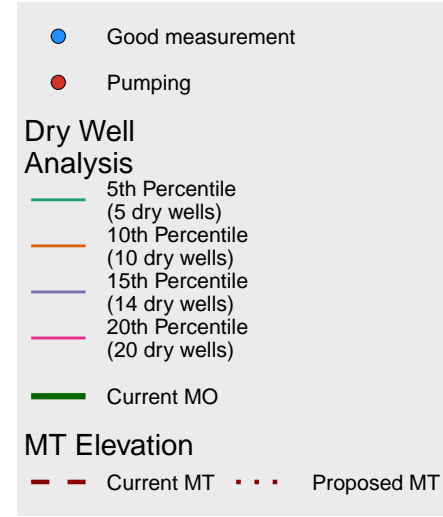 Good measurement
Pumping
Dry Well
Analysis
5th Percentile
(5 dry wells)
10th Percentile
(10 dry wells)
15th Percentile
(14 dry wells)
20th Percentile
(20 dry wells)
Current MO
MT Elevation
Current MT Proposed MT